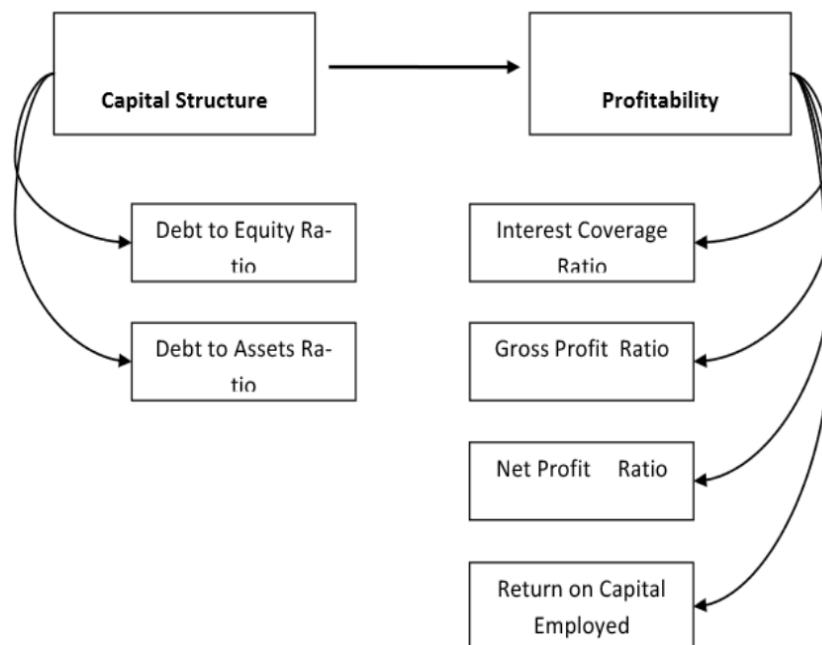 Capital Structure
Profitability
Debt to Equity Ra-
tio
Debt to Assets Ra-
tio
Interest Coverage
Ratio
Gross Profit Ratio
Net Profit Ratio
Return on Capital
Employed